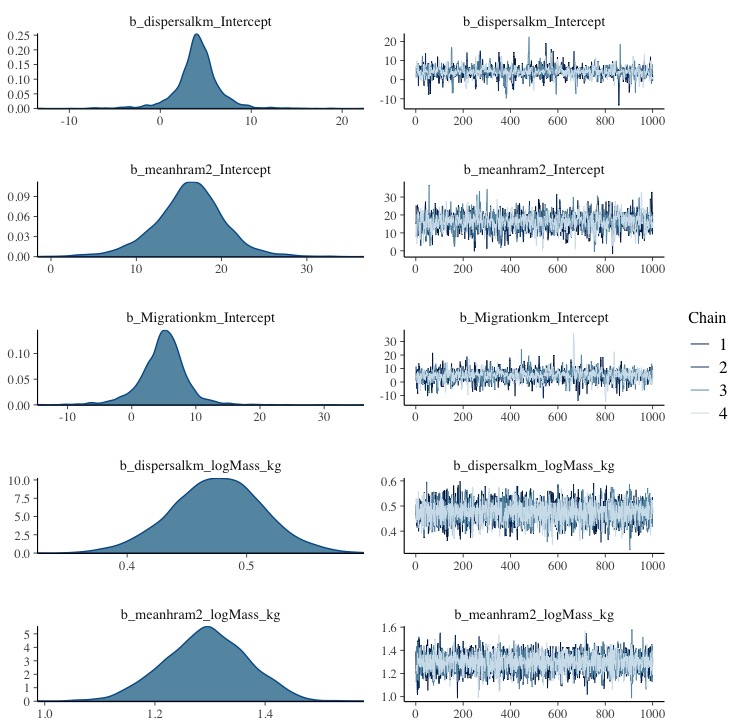 b_dispersalkm_Intercept
0.25
0.20
0.15
0.10
0.05
0.00
-10 0 10 20
b_dispersalkm_Intercept
20
10
0
-10
0 200 400 600 800 1000
b_meanhram2_Intercept
0.09
0.06
0.03
0.00
0 10 20 30
b_meanhram2_Intercept
30
20
10
0
0 200 400 600 800 1000
b_Migrationkm_Intercept
0.10
0.05
0.00
-10 0 10 20 30
b_Migrationkm_Intercept
30
20
10
0
-10
0 200 400 600 800 1000
b_dispersalkm_logMass_kg
10.0
7.5
5.0
2.5
0.0
0.4 0.5
b_dispersalkm_logMass_kg
0.6
0.5
0.4
0 200 400 600 800 1000
b_meanhram2_logMass_kg
5
4
3
2
1
0
1.0 1.2 1.4
b_meanhram2_logMass_kg
1.6
1.4
1.2
1.0
0 200 400 600 800 1000
Chain
1
2
3
4